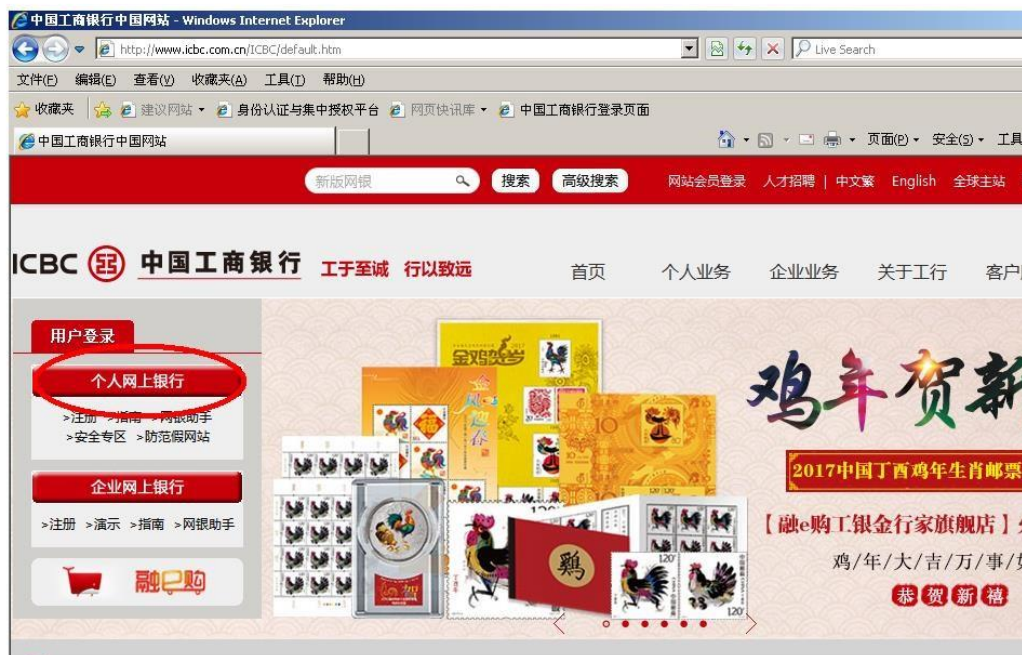 中国工商银行中国网站 - Windows Internet Explorer
http://www.icbc.com.cn/ICBC/default.htm
Live Search
文件(F) 编辑(E) 查看(V) 收藏夹(A) 工具(T) 帮助(H)
收藏夹 建议网站 身份认证与集中授权平台 网页快讯库 中国工商银行登录页面
中国工商银行中国网站 页面(P) 安全(S) 工具
新版网银 搜索 高级搜索 网站会员登录 人才招聘 | 中文繁 English 全球主站
ICBC 中国工商银行 工于至诚 行以致远
首页 个人业务 企业业务 关于工行 客户
用户登录
个人网上银行
>注册 >指南 >网银助手
>安全专区 >防范假网站
企业网上银行
>注册 >演示 >指南 >网银助手
融e购
金鸡贺岁
鸡年贺新
2017中国丁酉鸡年生肖邮票
【融e购工银金行家旗舰店】
鸡/年/大/吉/万/事/如
恭贺新禧
鷄
120
120